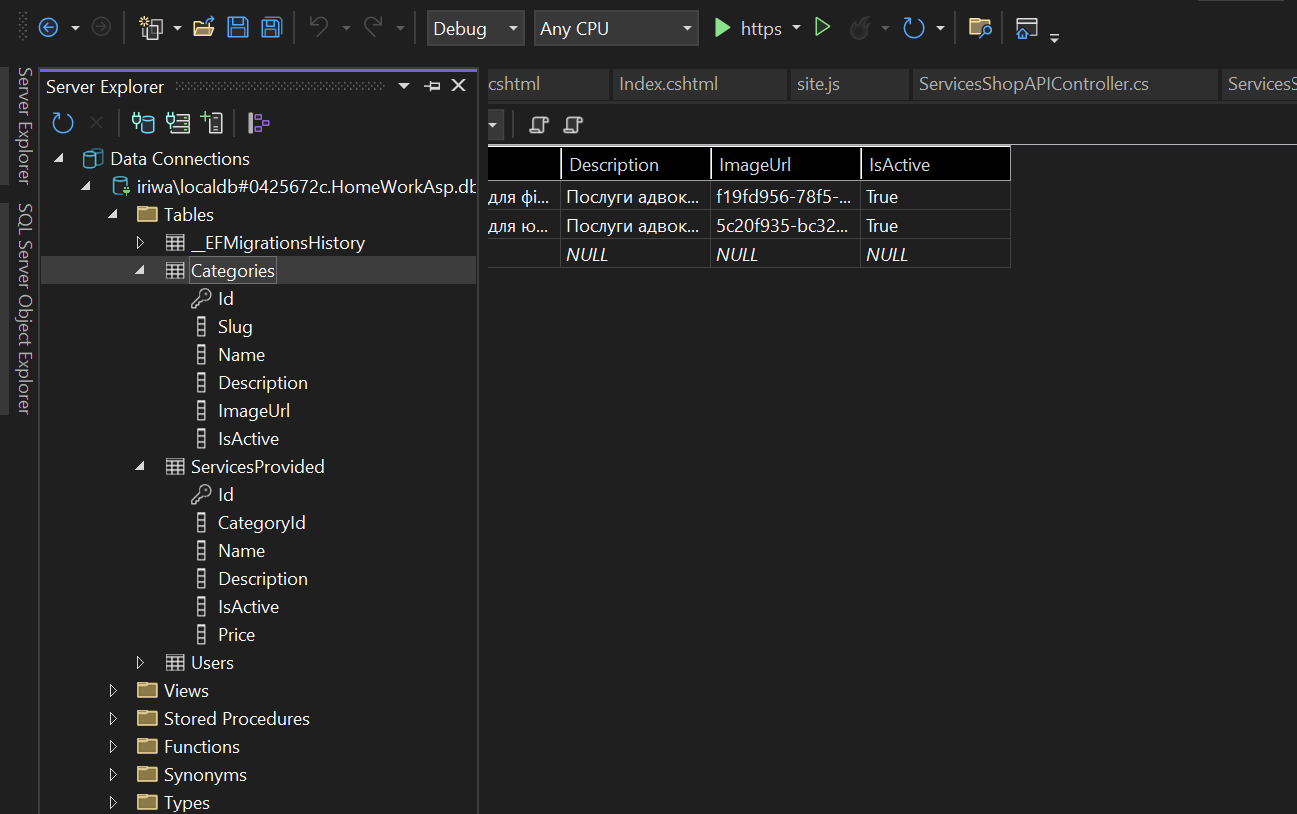 Debug Any CPU https
Server Explorer
SQL Server Object Explorer
Server Explorer
Data Connections
iriwa\localdb#0425672c.HomeWorkAsp.db
Tables
__EFMigrationsHistory
Categories
Id
Slug
Name
Description
ImageUrl
IsActive
ServicesProvided
Id
CategoryId
Name
Description
IsActive
Price
Users
Views
Stored Procedures
Functions
Synonyms
Types
cshtml Index.cshtml site.js ServicesShopAPIController.cs ServicesS
Description ImageUrl IsActive
для фі... Послуги адвок... f19fd956-78f5-... True
для ю... Послуги адвок... 5c20f935-bc32... True
NULL NULL NULL